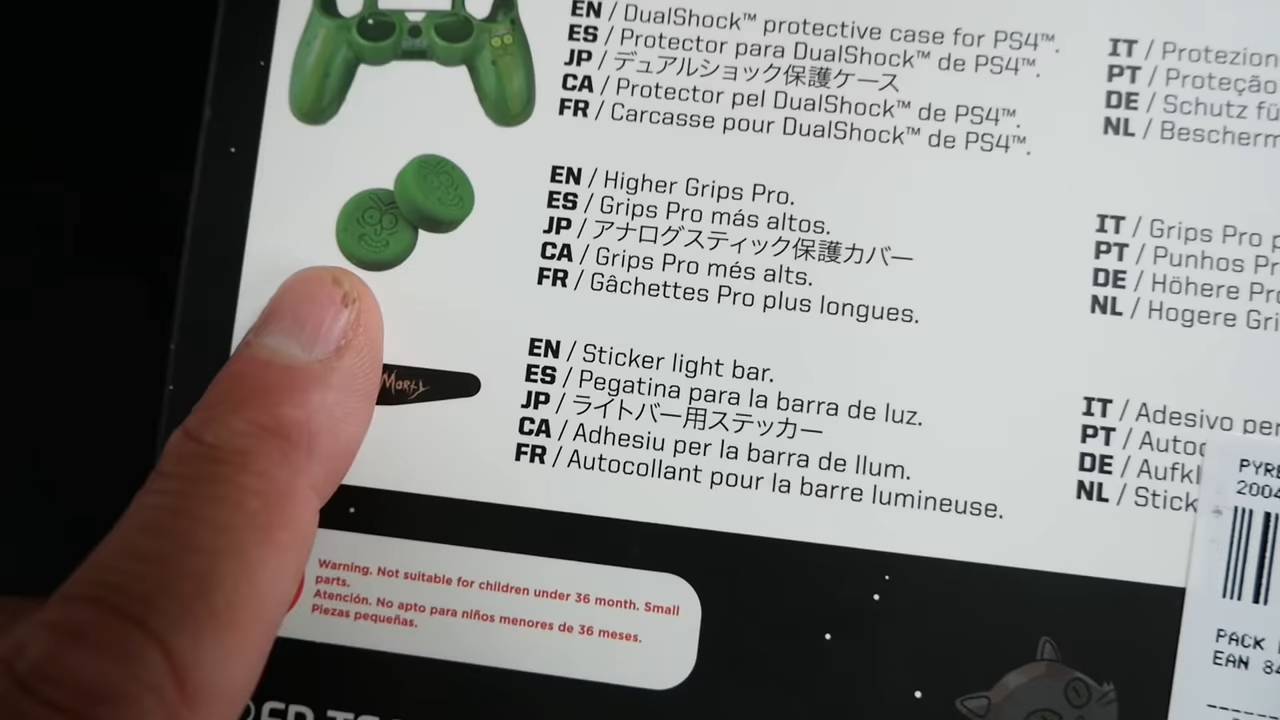 EN / DualShock™ protective case for PS4™.
ES / Protector para DualShock™ de PS4™.
JP / デュアルショック保護ケース
CA / Protector pel DualShock™ de PS4™.
FR / Carcasse pour DualShock™ de PS4™.
IT / Protezion
PT / Proteção
DE / Schutz fü
NL / Bescherm
EN / Higher Grips Pro.
ES / Grips Pro más altos.
JP / アナログスティック保護カバー
CA / Grips Pro més alts.
FR / Gâchettes Pro plus longues.
IT / Grips Pro p
PT / Punhos Pr
DE / Höhere Pro
NL / Hogere Gri
Morty
EN / Sticker light bar.
ES / Pegatina para la barra de luz.
JP / ライトバー用ステッカー
CA / Adhesiu per la barra de llum.
FR / Autocollant pour la barre lumineuse.
IT / Adesivo per
PT / Autoc
DE / Aufkl
NL / Stick
PYRE
2004
PACK
EAN 84
Warning. Not suitable for children under 36 month. Small
parts.
Atención. No apto para niños menores de 36 meses.
Piezas pequeñas.